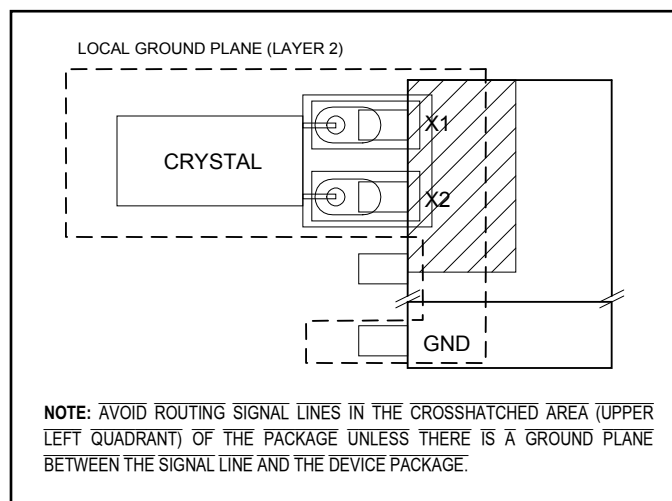 LOCAL GROUND PLANE (LAYER 2)
X1
CRYSTAL
X2
GND
NOTE: AVOID ROUTING SIGNAL LINES IN THE CROSSHATCHED AREA (UPPER
LEFT QUADRANT) OF THE PACKAGE UNLESS THERE IS A GROUND PLANE
BETWEEN THE SIGNAL LINE AND THE DEVICE PACKAGE.